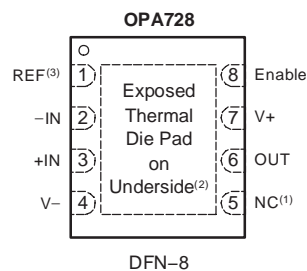 OPA728
REF(3) 1
−IN 2
+IN 3
V− 4
Exposed
Thermal
Die Pad
on
Underside(2)
8 Enable
7 V+
6 OUT
5 NC(1)
DFN−8